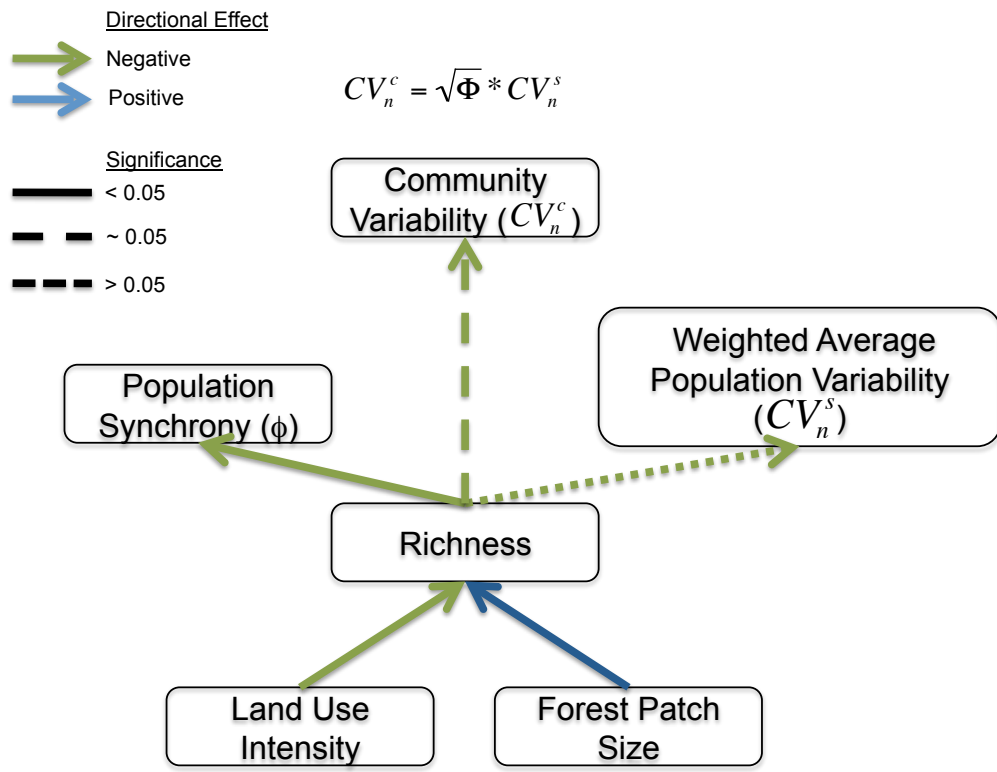 Directional Effect
Negative
Positive
CV_n^c = √Φ * CV_n^s
Significance
< 0.05
~ 0.05
> 0.05
Community
Variability (CV_n^c)
Weighted Average
Population Variability
(CV_n^s)
Population
Synchrony (ϕ)
Richness
Land Use
Intensity
Forest Patch
Size